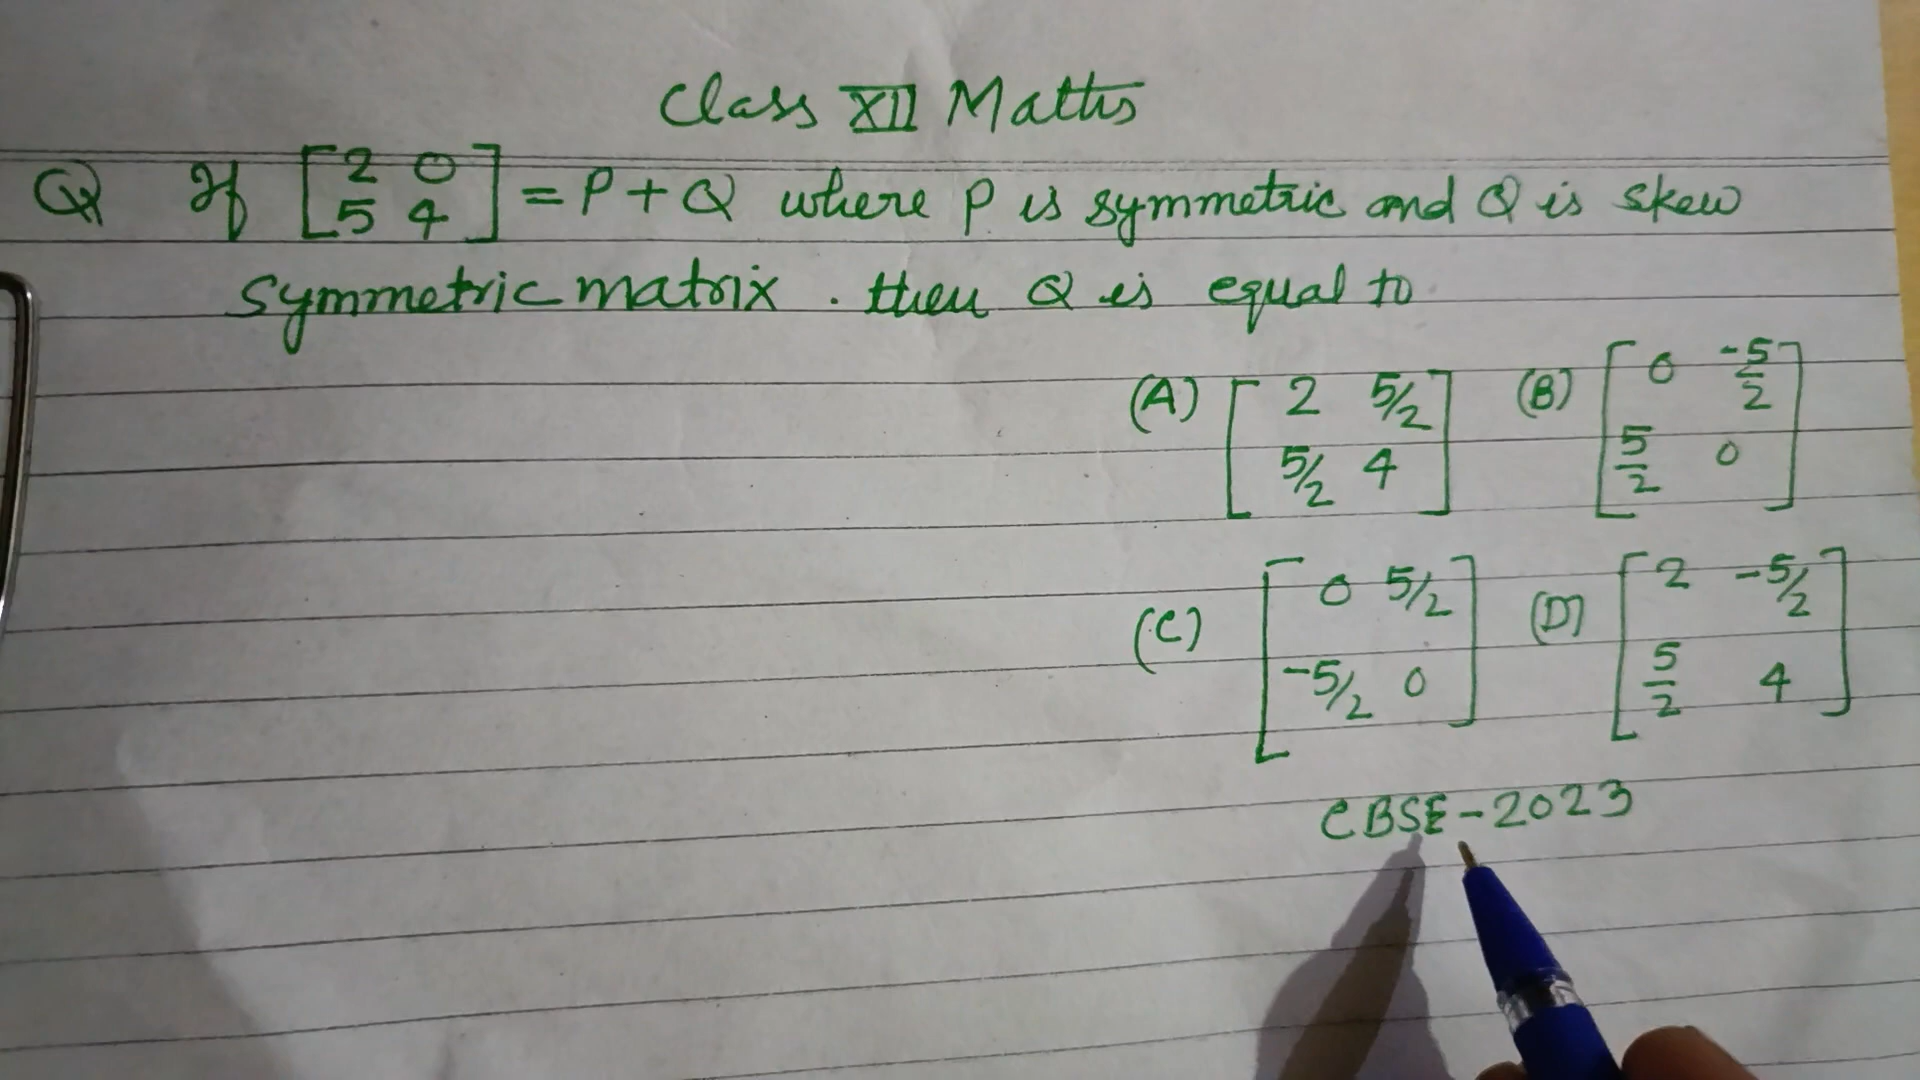 Class XII Maths
Q If [2 0
5 4] = P + Q where P is symmetric and Q is skew
symmetric matrix . then Q is equal to
(A) [2 5/2
5/2 4] (B) [0 -5/2
5/2 0]
(C) [0 5/2
-5/2 0] (D) [2 -5/2
5/2 4]
CBSE-2023